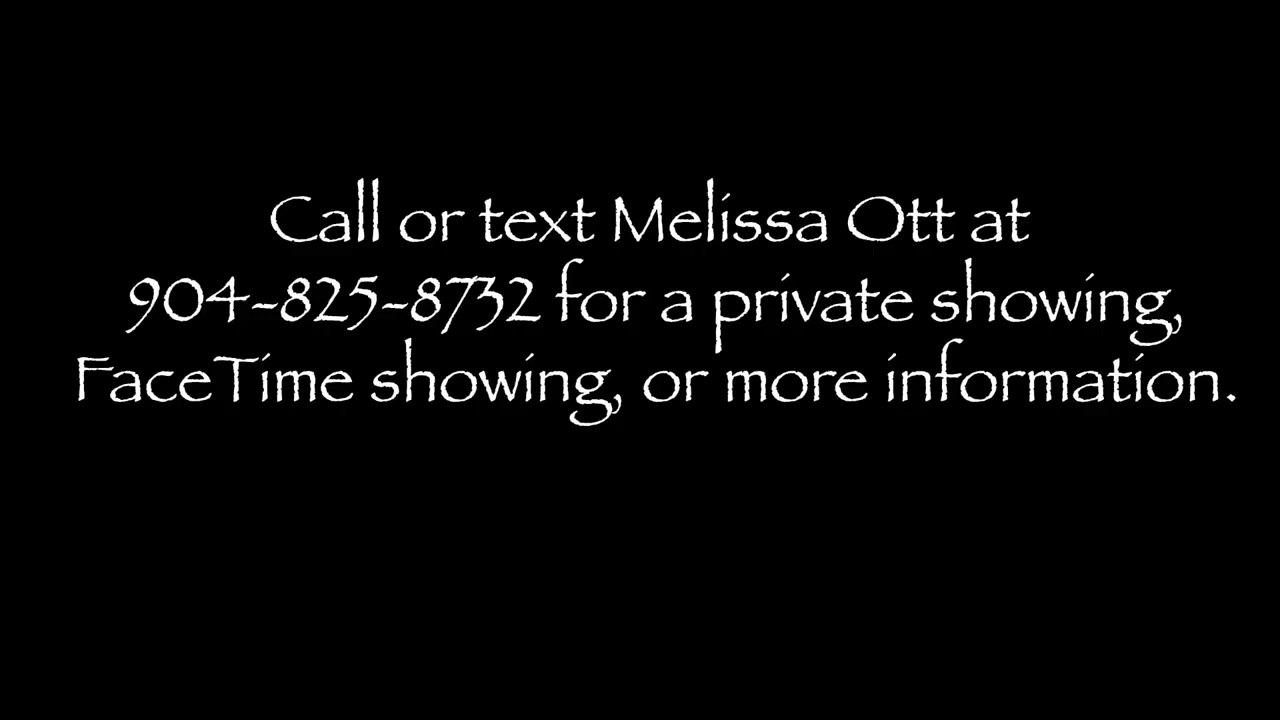 Call or text Melissa Ott at
904-825-8732 for a private showing,
FaceTime showing, or more information.